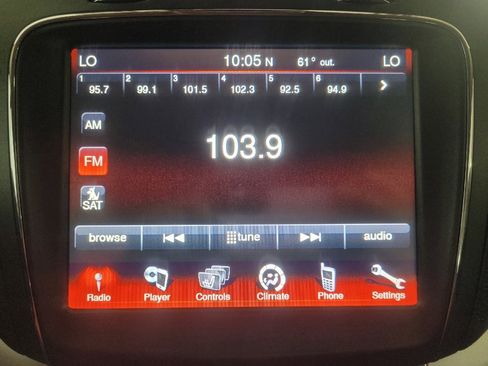 LO 10:05 N 61° out. LO
1 2 3 4 5 6
95.7 99.1 101.5 102.3 92.5 94.9 >
AM
FM
103.9
SAT
browse tune audio
Radio Player Controls Climate Phone Settings